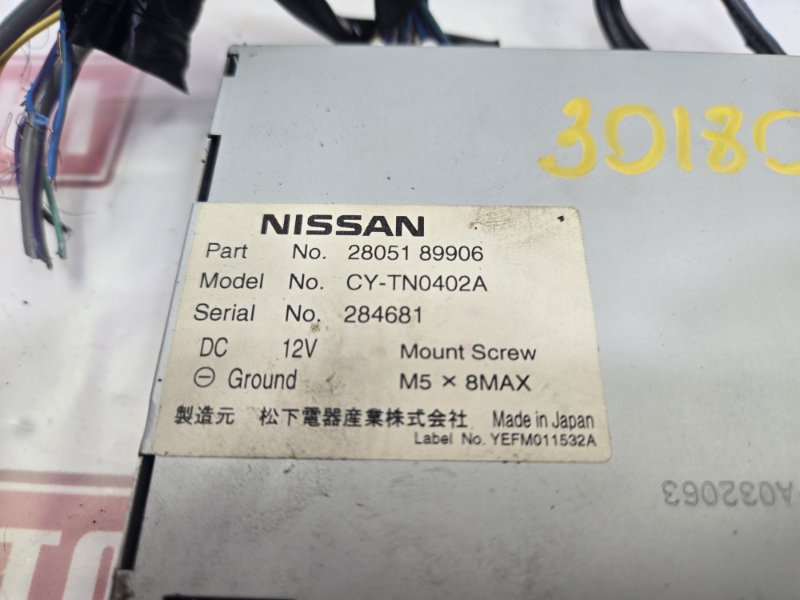 30180
NISSAN
Part No. 28051 89906
Model No. CY-TN0402A
Serial No. 284681
DC 12V Mount Screw
⊖ Ground M5 × 8MAX
製造元 松下電器産業株式会社 Made in Japan
Label No. YEFM011532A
A032063